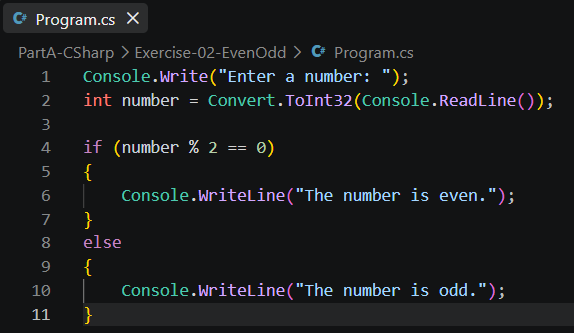 C# Program.cs ×
PartA-CSharp > Exercise-02-EvenOdd > C# Program.cs
1 Console.Write("Enter a number: ");
2 int number = Convert.ToInt32(Console.ReadLine());
3
4 if (number % 2 == 0)
5 {
6     Console.WriteLine("The number is even.");
7 }
8 else
9 {
10     Console.WriteLine("The number is odd.");
11 }